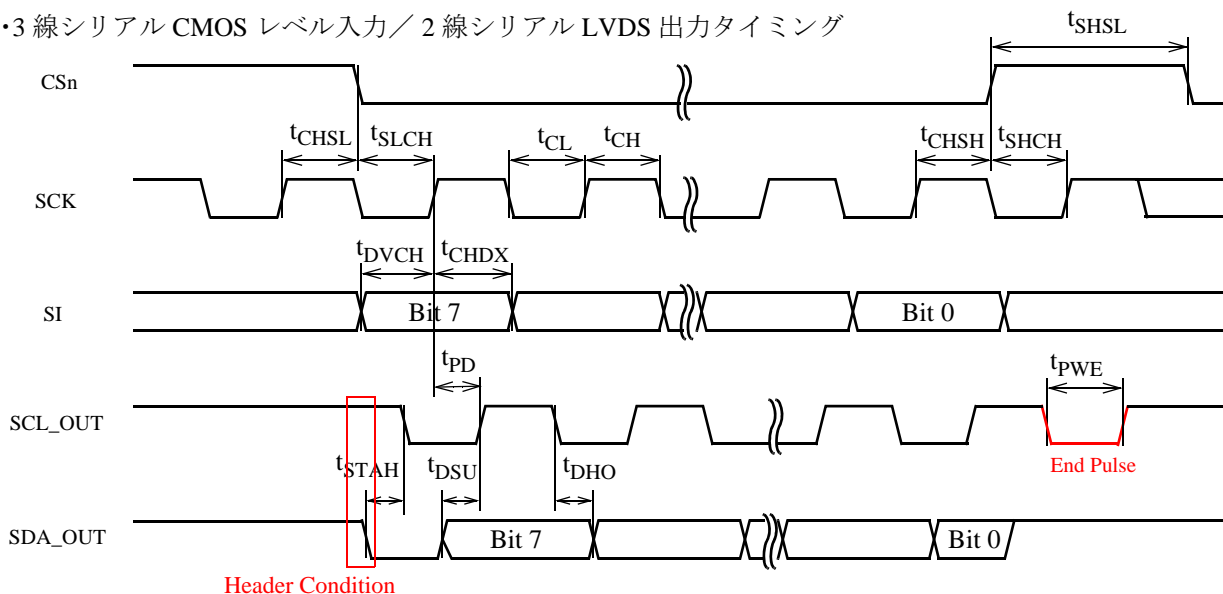 ・3 線シリアル CMOS レベル入力／ 2 線シリアル LVDS 出力タイミング
tSHSL
CSn
tCHSL tSLCH tCL tCH tCHSH tSHCH
SCK
tDVCH tCHDX
SI Bit 7 Bit 0
tPD tPWE
SCL_OUT
End Pulse
tSTAH tDSU tDHO
SDA_OUT Bit 7 Bit 0
Header Condition